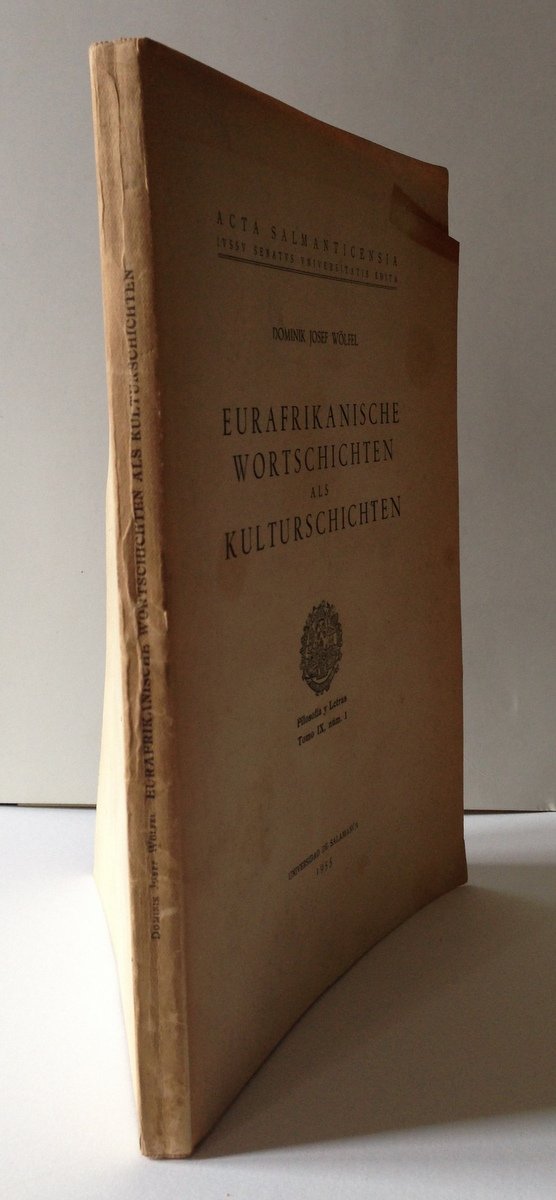 ACTA SALMANTICENSIA
IVSSV SENATVS VNIVERSITATIS EDITA
DOMINIK JOSEF WÖLFEL
EURAFRIKANISCHE
WORTSCHICHTEN
ALS
KULTURSCHICHTEN
Filosofía y Letras
Tomo IX, núm. 1
UNIVERSIDAD DE SALAMANCA
1955
DOMINIK JOSEF WÖLFEL EURAFRIKANISCHE WORTSCHICHTEN ALS KULTURSCHICHTEN